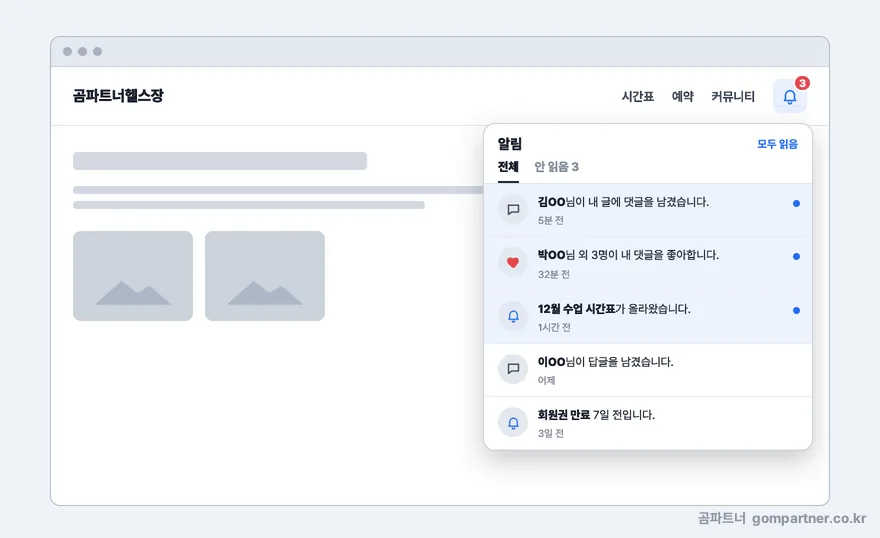 곰파트너헬스장
시간표 예약 커뮤니티
3
알림 모두 읽음
전체 안 읽음 3
김OO님이 내 글에 댓글을 남겼습니다.
5분 전
박OO님 외 3명이 내 댓글을 좋아합니다.
32분 전
12월 수업 시간표가 올라왔습니다.
1시간 전
이OO님이 답글을 남겼습니다.
어제
회원권 만료 7일 전입니다.
3일 전
곰파트너 gompartner.co.kr